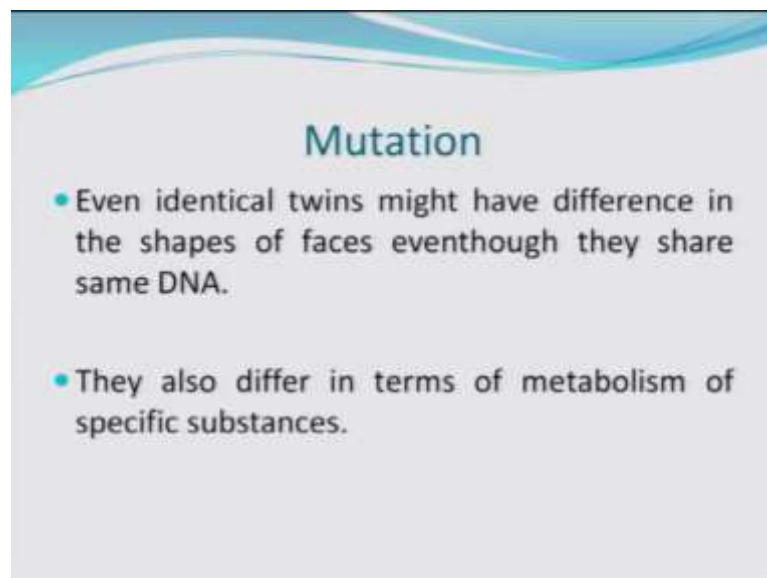 Mutation
Even identical twins might have difference in
the shapes of faces eventhough they share
same DNA.
They also differ in terms of metabolism of
specific substances.